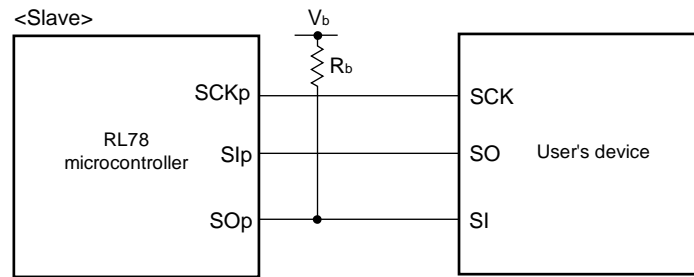 <Slave>
Vb
Rb
SCKp
SCK
RL78
microcontroller
SIp
SO
User's device
SOp
SI